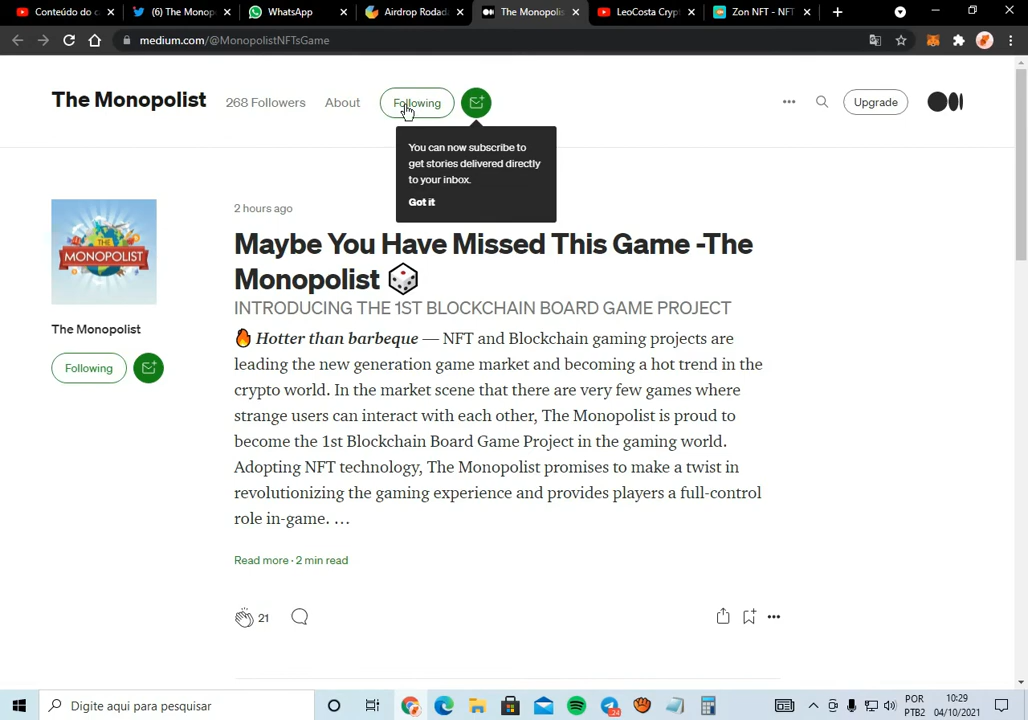 Conteúdo do c
(6) The Monop
WhatsApp
Airdrop Rodad
The Monopolis
LeoCosta Cryp
Zon NFT - NFT
medium.com/@MonopolistNFTsGame
The Monopolist
268 Followers
About
Following
Upgrade
You can now subscribe to
get stories delivered directly
to your inbox.
Got it
THE
MONOPOLIST
The Monopolist
Following
2 hours ago
Maybe You Have Missed This Game -The
Monopolist
INTRODUCING THE 1ST BLOCKCHAIN BOARD GAME PROJECT
Hotter than barbeque — NFT and Blockchain gaming projects are
leading the new generation game market and becoming a hot trend in the
crypto world. In the market scene that there are very few games where
strange users can interact with each other, The Monopolist is proud to
become the 1st Blockchain Board Game Project in the gaming world.
Adopting NFT technology, The Monopolist promises to make a twist in
revolutionizing the gaming experience and provides players a full-control
role in-game. …
Read more · 2 min read
21
Digite aqui para pesquisar
POR
PTB2
10:29
04/10/2021